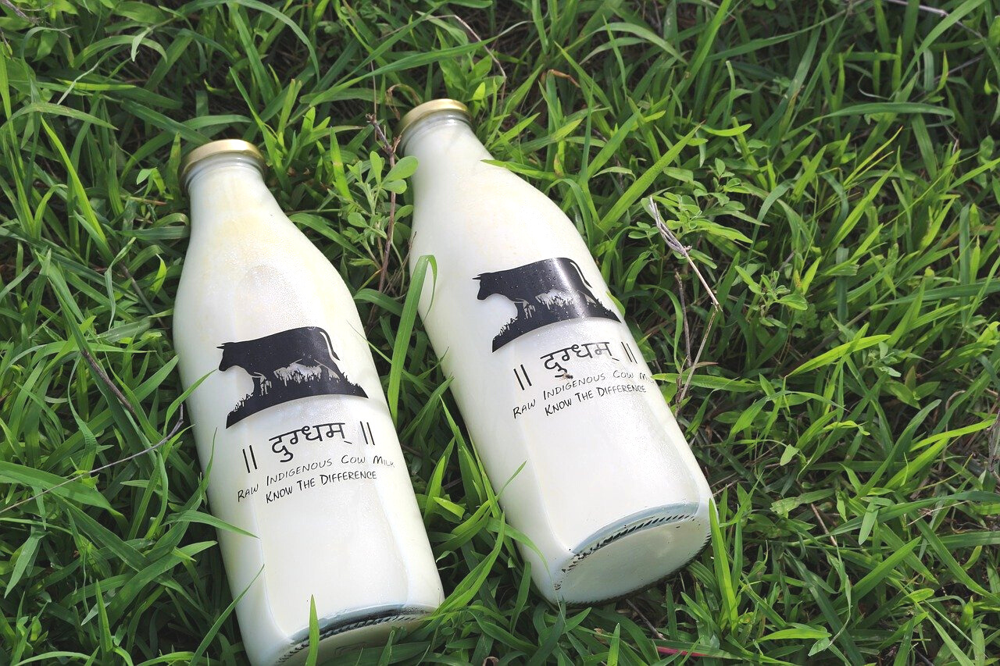 || दुग्धम् ||
RAW INDIGENOUS COW MILK
KNOW THE DIFFERENCE
|| दुग्धम् ||
RAW INDIGENOUS COW
KNOW THE DIFFERENCE